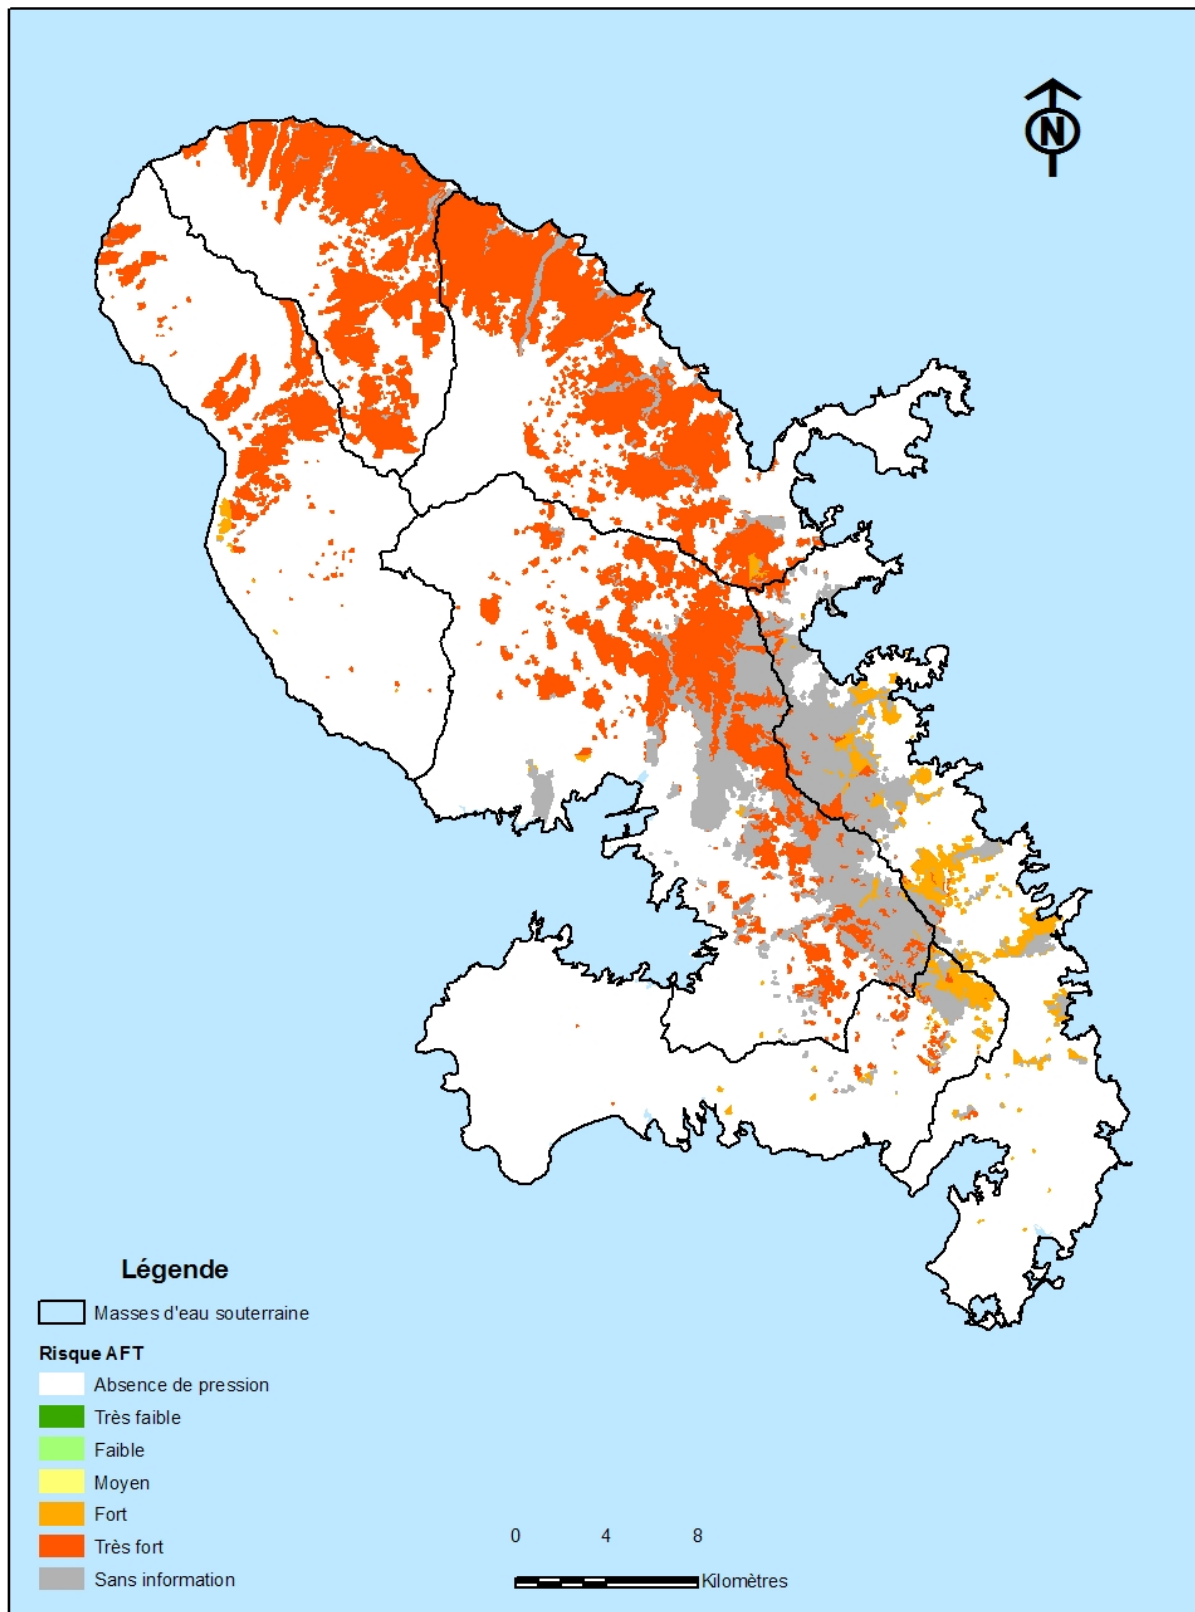 N
Légende
Masses d'eau souterraine
Risque AFT
Absence de pression
Très faible
Faible
Moyen
Fort
Très fort
Sans information
0 4 8
Kilomètres